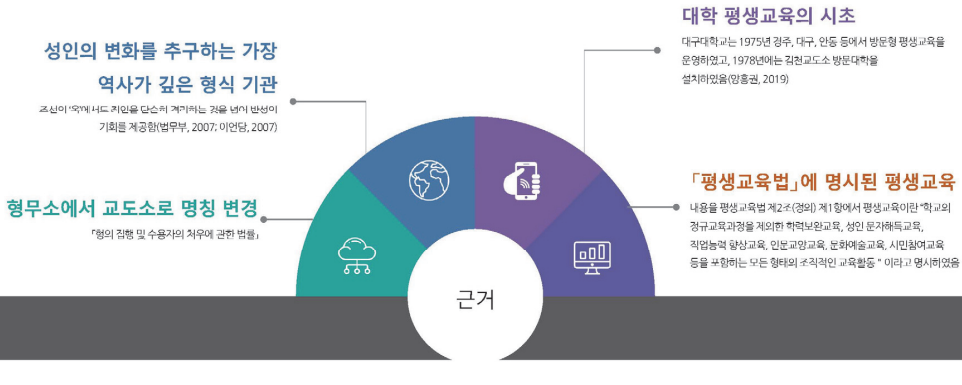 성인의 변화를 추구하는 가장
역사가 깊은 형식 기관
조선의 '옥'에서도 죄인을 단순히 격리하는 것을 넘어 반성의
기회를 제공함(법무부, 2007; 이언담, 2007)
형무소에서 교도소로 명칭 변경
「형의 집행 및 수용자의 처우에 관한 법률」
대학 평생교육의 시초
대구대학교는 1975년 경주, 대구, 안동 등에서 방문형 평생교육을
운영하였고, 1978년에는 김천교도소 방문대학을
설치하였음(양흥권, 2019)
「평생교육법」에 명시된 평생교육
내용을 평생교육법 제2조(정의) 제1항에서 평생교육이란 "학교의
정규교육과정을 제외한 학력보완교육, 성인 문자해득교육,
직업능력 향상교육, 인문교양교육, 문화예술교육, 시민참여교육
등을 포함하는 모든 형태의 조직적인 교육활동 " 이라고 명시하였음
근거